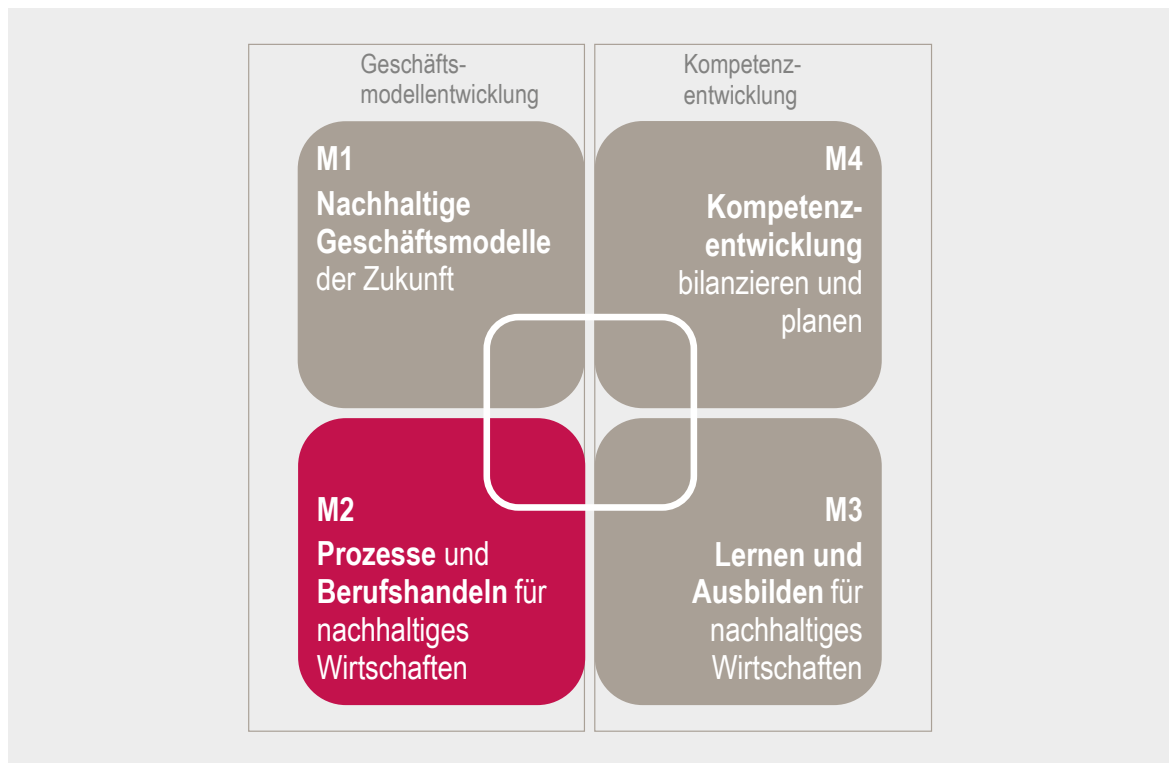 Geschäfts-
modellentwicklung
M1
Nachhaltige
Geschäftsmodelle
der Zukunft
M2
Prozesse und
Berufshandeln für
nachhaltiges
Wirtschaften
Kompetenz-
entwicklung
M4
Kompetenz-
entwicklung
bilanzieren und
planen
M3
Lernen und
Ausbilden für
nachhaltiges
Wirtschaften